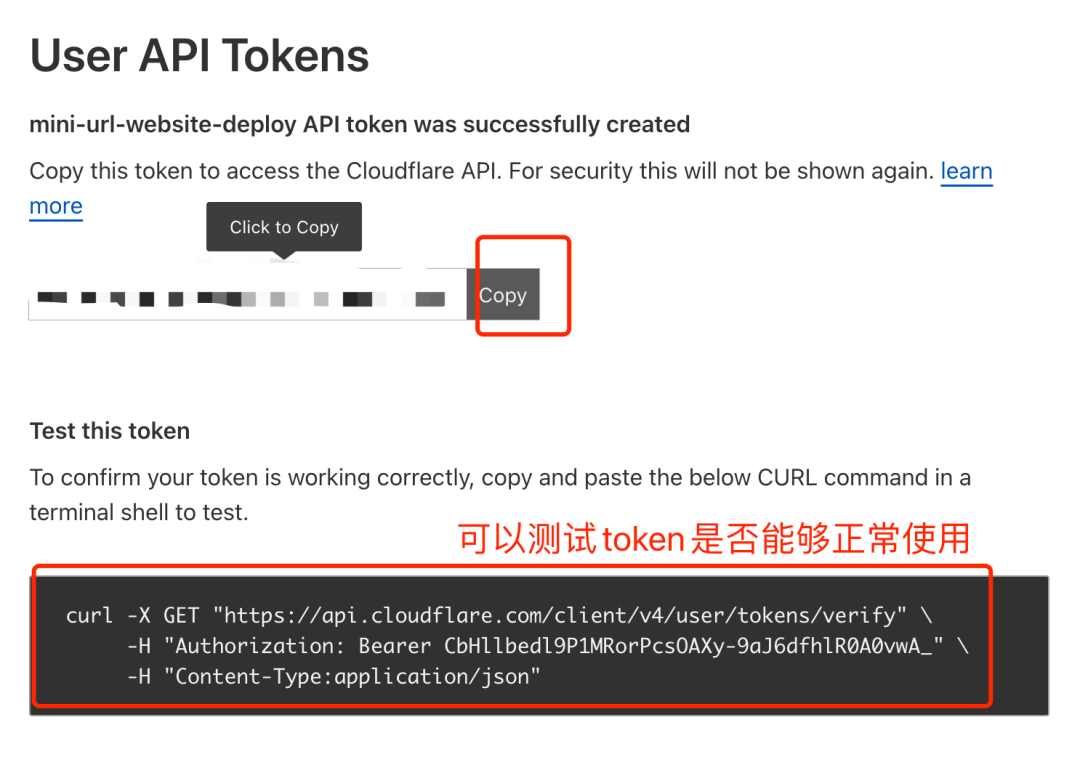 User API Tokens
mini-url-website-deploy API token was successfully created
Copy this token to access the Cloudflare API. For security this will not be shown again. learn
more
Click to Copy
Copy
Test this token
To confirm your token is working correctly, copy and paste the below CURL command in a
terminal shell to test.
可以测试token是否能够正常使用
curl -X GET "https://api.cloudflare.com/client/v4/user/tokens/verify" \
-H "Authorization: Bearer CbHllbedl9P1MRorPcsOAXy-9aJ6dfhlR0A0vwA_" \
-H "Content-Type:application/json"